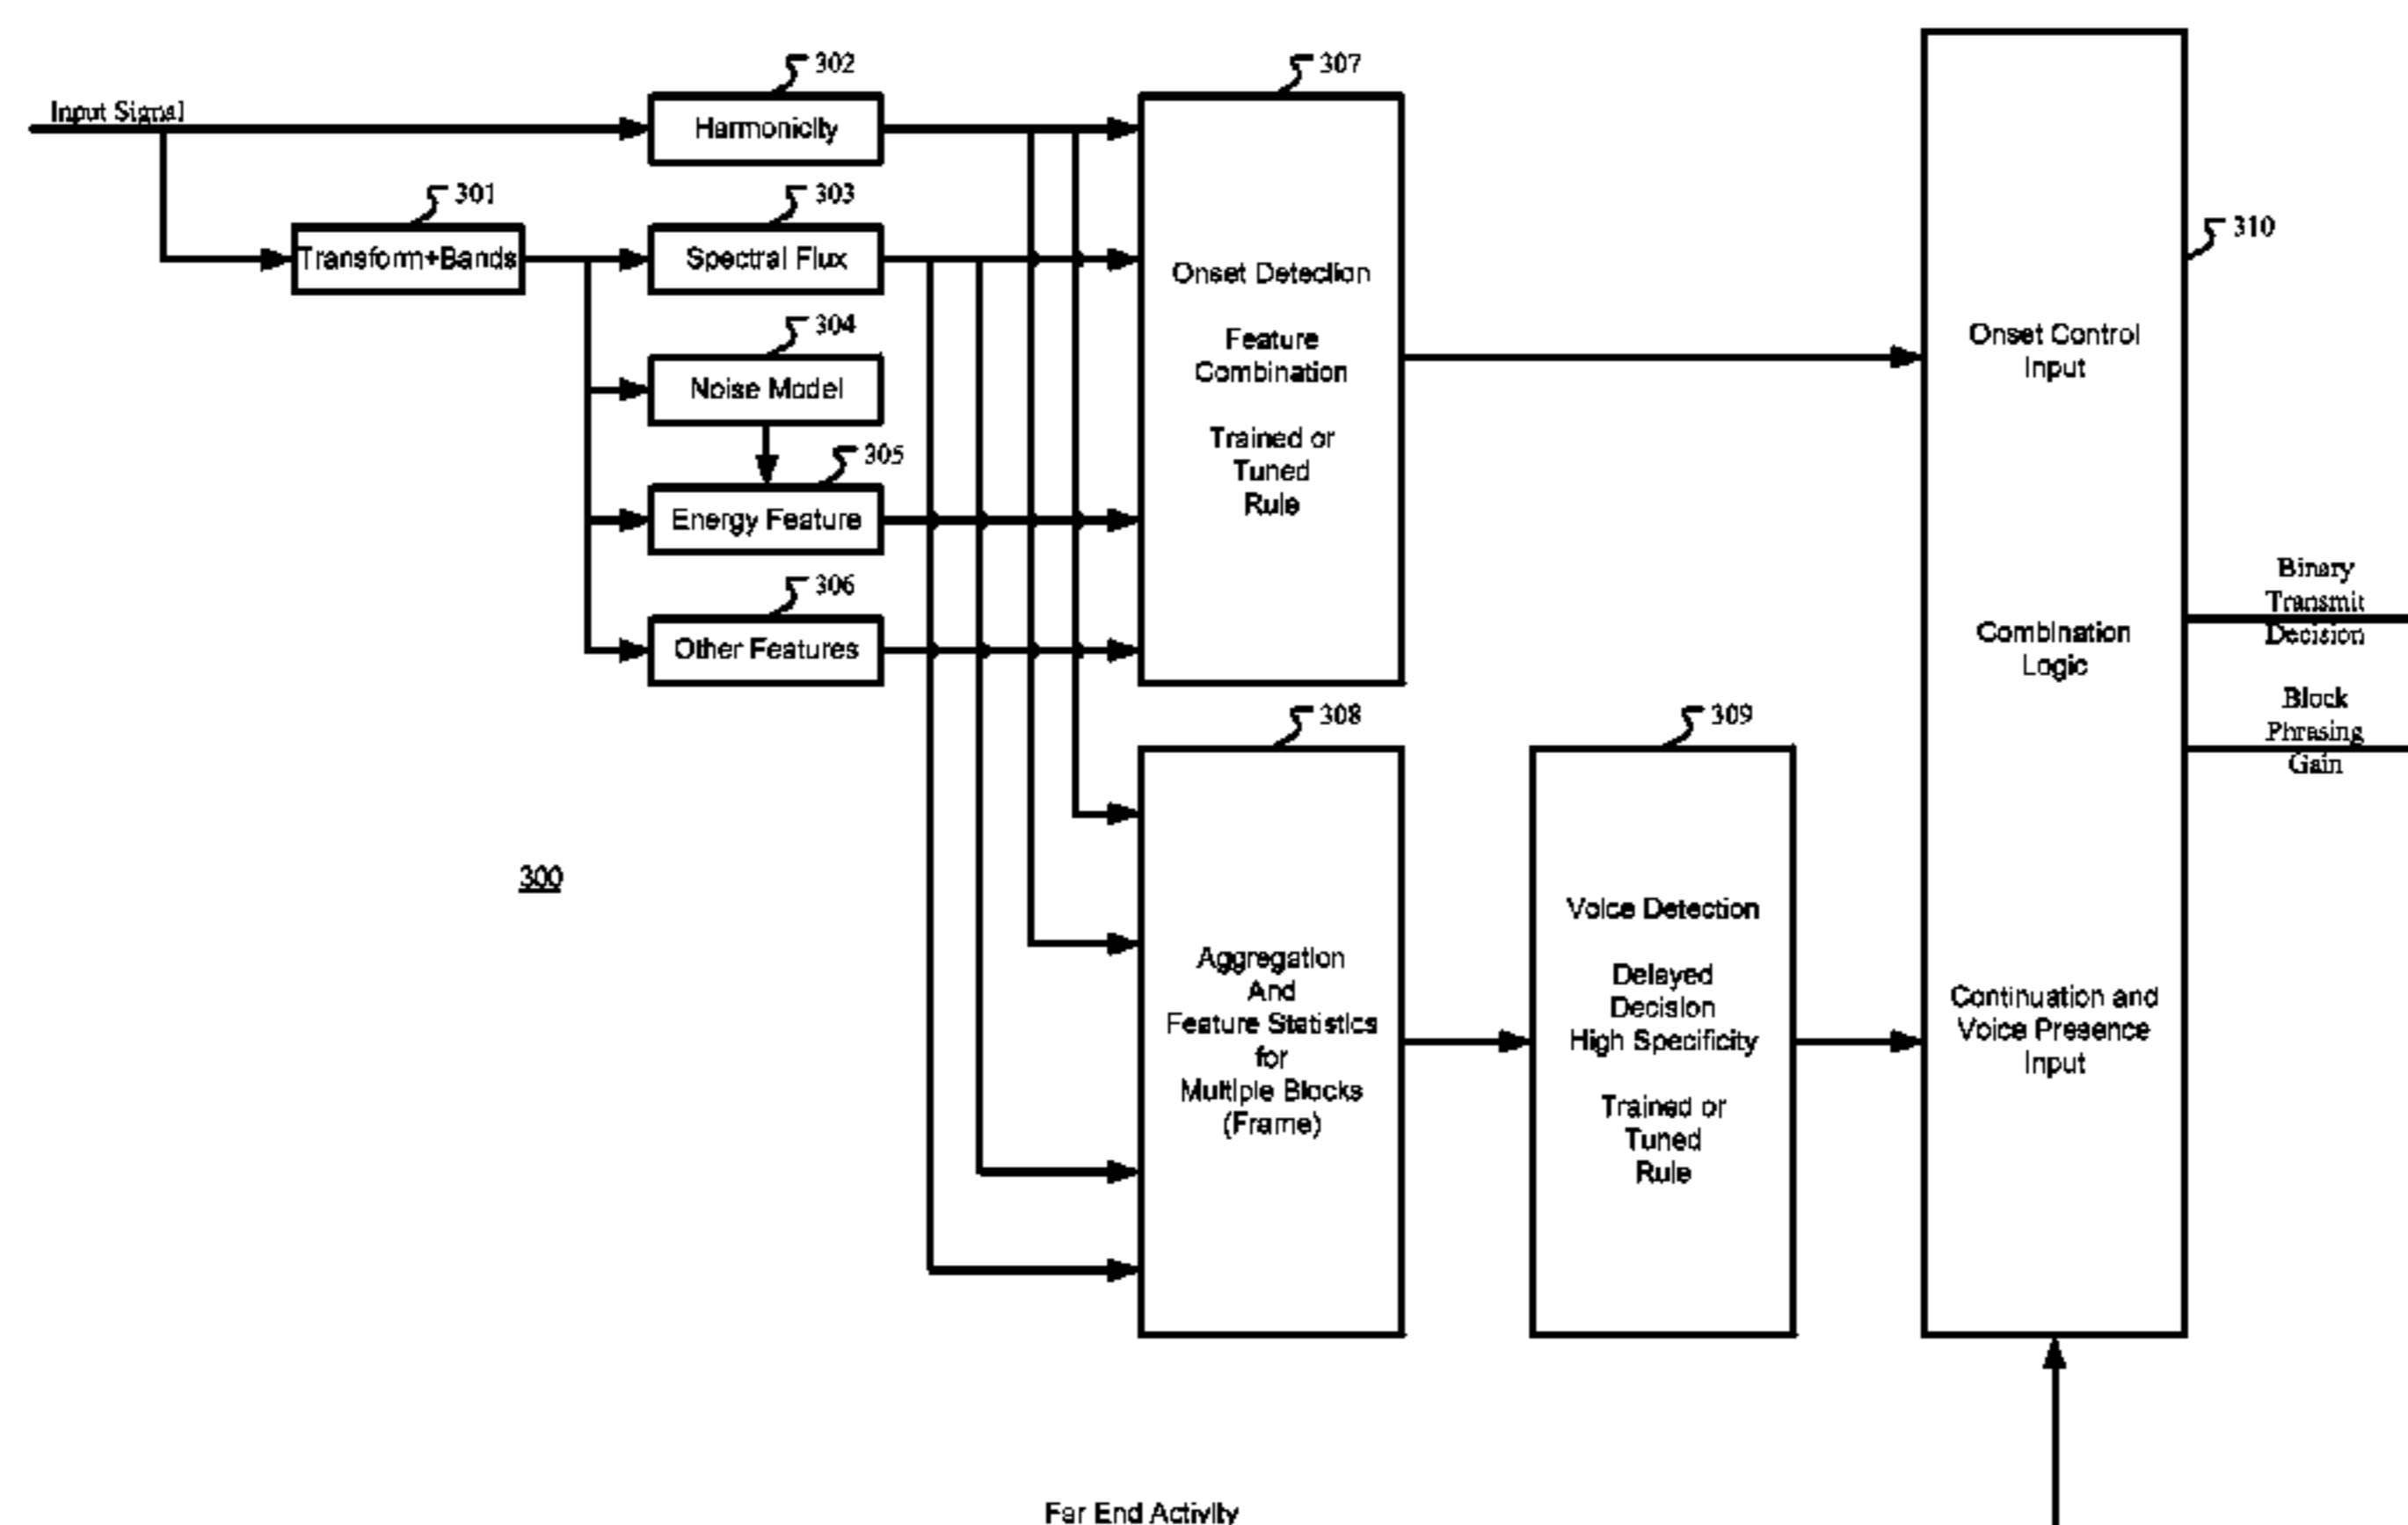 302
307
Input Signal
Harmonicity
301
303
310
Transform+Bands
Spectral Flux
Onset Detection
304
Feature
Combination
Onset Control
Input
Noise Model
Trained or
Tuned
Rule
305
Energy Feature
306
Other Features
Binary
Transmit
Decision
Combination
Logic
308
309
Block
Phrasing
Gain
300
Voice Detection
Aggregation
And
Feature Statistics
for
Multiple Blocks
(Frame)
Delayed
Decision
High Specificity
Trained or
Tuned
Rule
Continuation and
Voice Presence
Input
Far End Activity